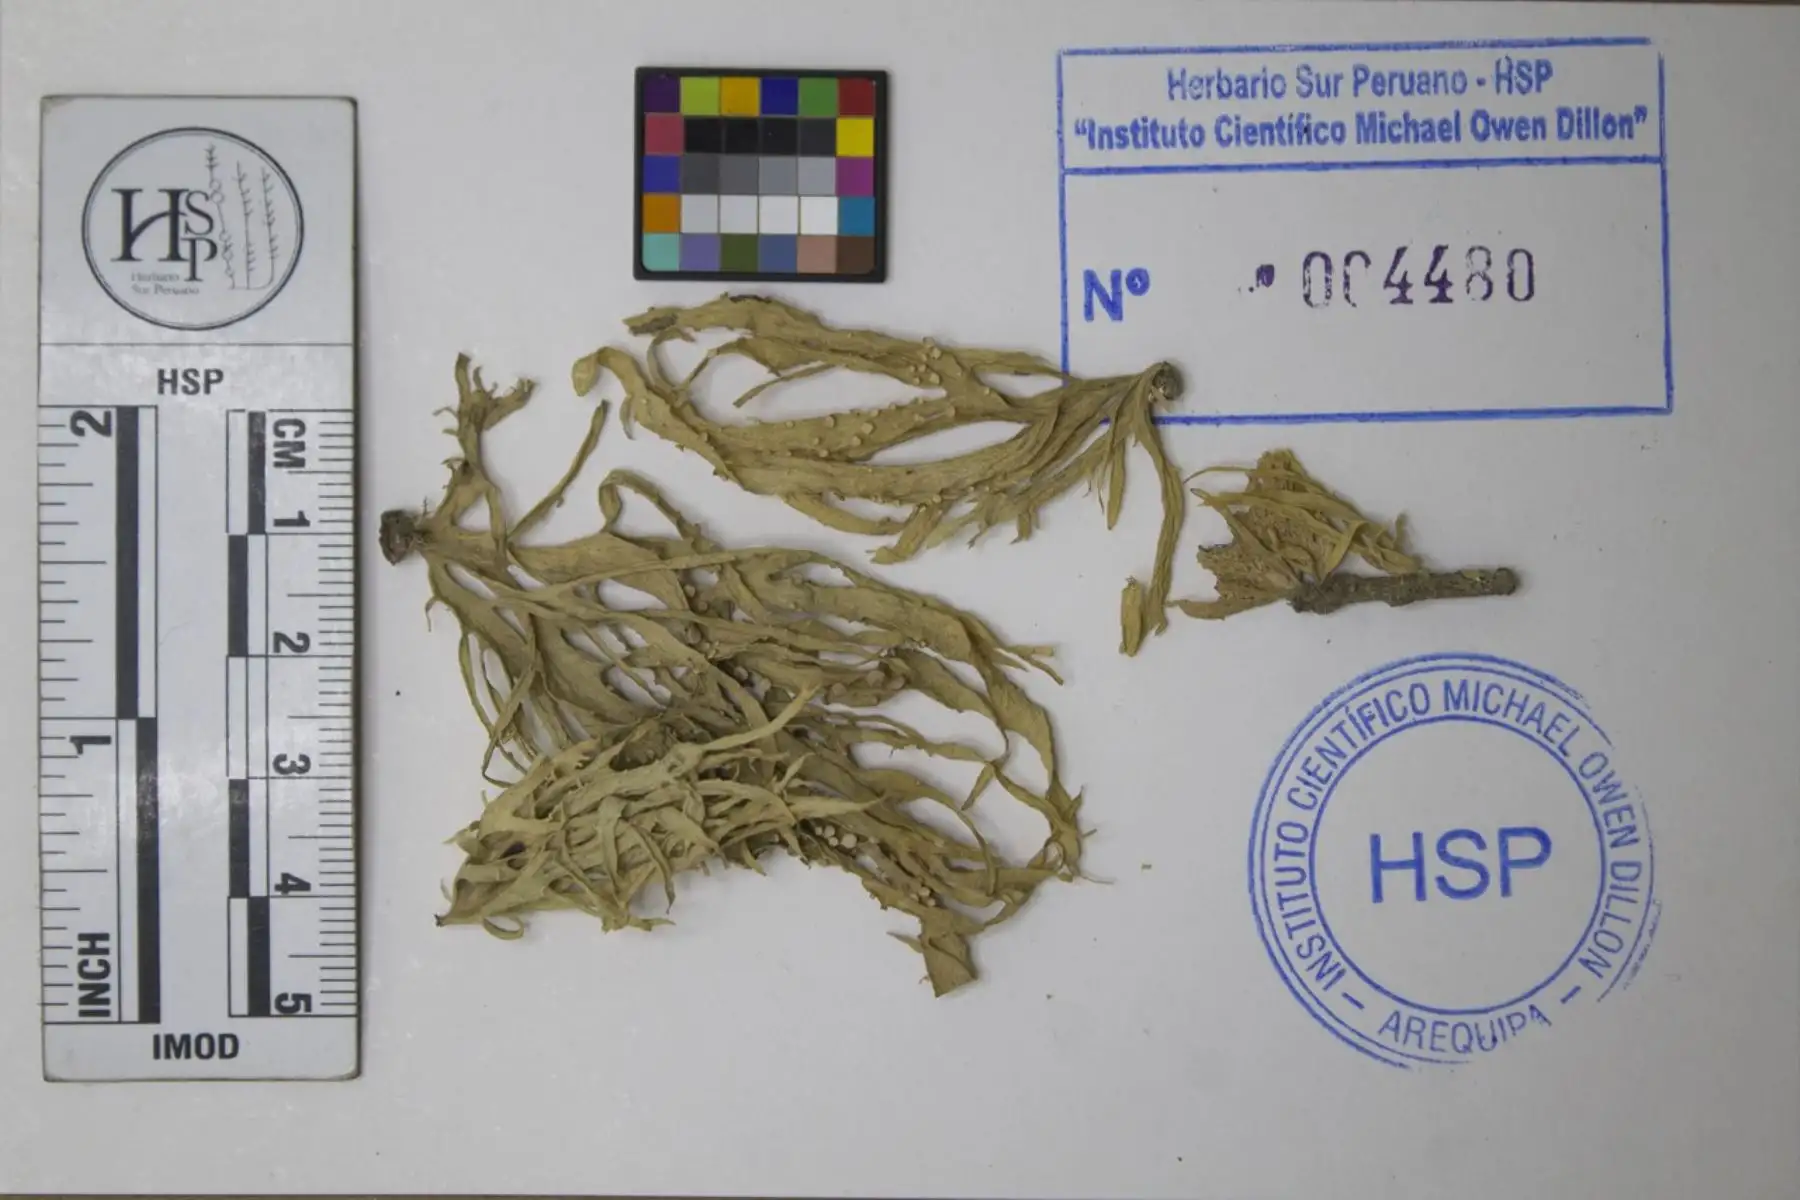 HSP
Herbario
Sur Peruano
HSP
2
1
INCH
CM
1
2
3
4
5
IMOD
Herbario Sur Peruano - HSP
"Instituto Científico Michael Owen Dillon"
Nº 004480
INSTITUTO CIENTÍFICO MICHAEL OWEN DILLON
HSP
- AREQUIPA -